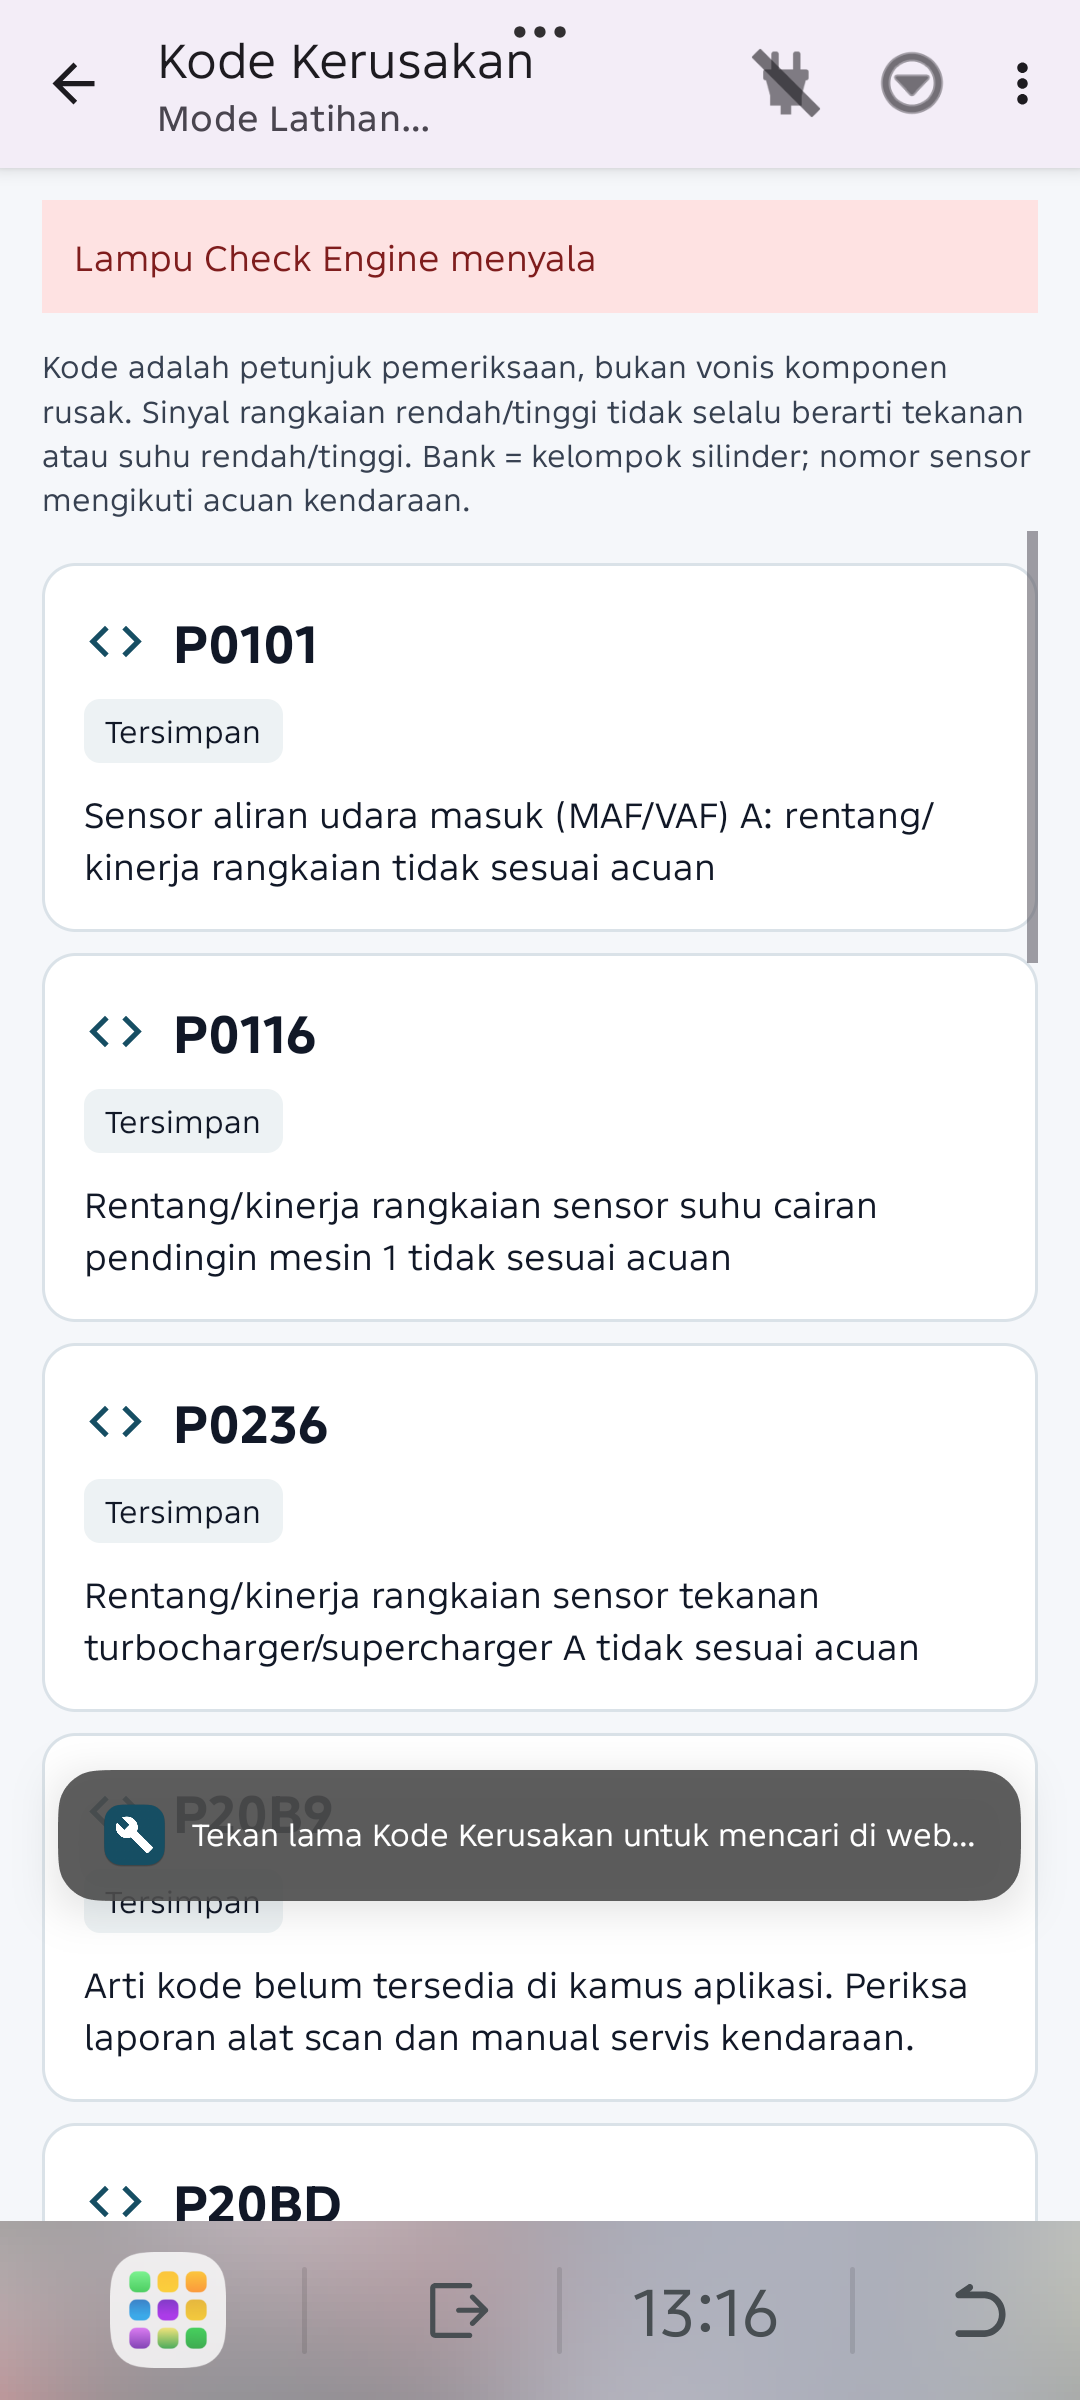 Kode Kerusakan
Mode Latihan...
Lampu Check Engine menyala
Kode adalah petunjuk pemeriksaan, bukan vonis komponen
rusak. Sinyal rangkaian rendah/tinggi tidak selalu berarti tekanan
atau suhu rendah/tinggi. Bank = kelompok silinder; nomor sensor
mengikuti acuan kendaraan.
P0101
Tersimpan
Sensor aliran udara masuk (MAF/VAF) A: rentang/
kinerja rangkaian tidak sesuai acuan
P0116
Tersimpan
Rentang/kinerja rangkaian sensor suhu cairan
pendingin mesin 1 tidak sesuai acuan
P0236
Tersimpan
Rentang/kinerja rangkaian sensor tekanan
turbocharger/supercharger A tidak sesuai acuan
P20B9
Tekan lama Kode Kerusakan untuk mencari di web...
Tersimpan
Arti kode belum tersedia di kamus aplikasi. Periksa
laporan alat scan dan manual servis kendaraan.
P20BD
13:16